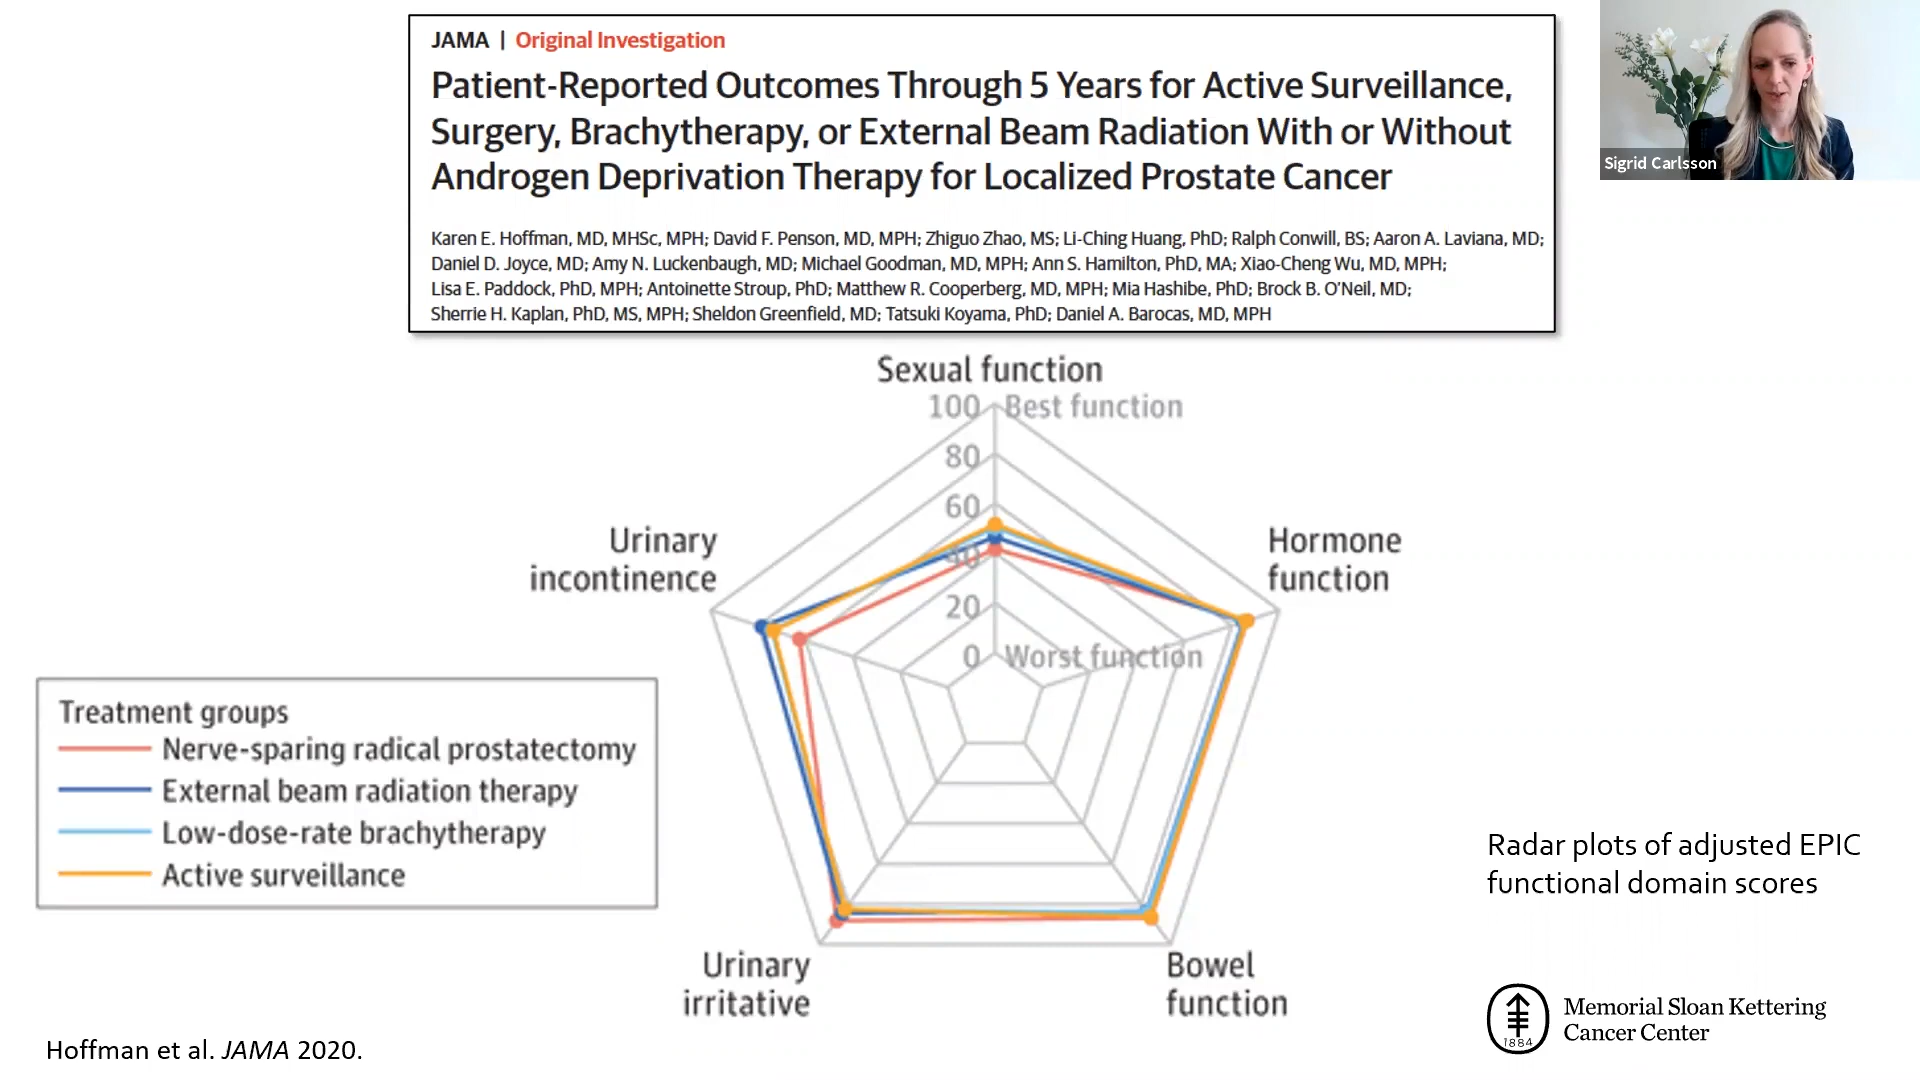 JAMA | Original Investigation
Patient-Reported Outcomes Through 5 Years for Active Surveillance,
Surgery, Brachytherapy, or External Beam Radiation With or Without
Androgen Deprivation Therapy for Localized Prostate Cancer
Karen E. Hoffman, MD, MHSc, MPH; David F. Penson, MD, MPH; Zhiguo Zhao, MS; Li-Ching Huang, PhD; Ralph Conwill, BS; Aaron A. Laviana, MD;
Daniel D. Joyce, MD; Amy N. Luckenbaugh, MD; Michael Goodman, MD, MPH; Ann S. Hamilton, PhD, MA; Xiao-Cheng Wu, MD, MPH;
Lisa E. Paddock, PhD, MPH; Antoinette Stroup, PhD; Matthew R. Cooperberg, MD, MPH; Mia Hashibe, PhD; Brock B. O'Neil, MD;
Sherrie H. Kaplan, PhD, MS, MPH; Sheldon Greenfield, MD; Tatsuki Koyama, PhD; Daniel A. Barocas, MD, MPH
Sigrid Carlsson
Sexual function
100 Best function
80
60
40
20
0 Worst function
Urinary
incontinence
Hormone
function
Treatment groups
Nerve-sparing radical prostatectomy
External beam radiation therapy
Low-dose-rate brachytherapy
Active surveillance
Urinary
irritative
Bowel
function
Radar plots of adjusted EPIC
functional domain scores
1884
Memorial Sloan Kettering
Cancer Center
Hoffman et al. JAMA 2020.